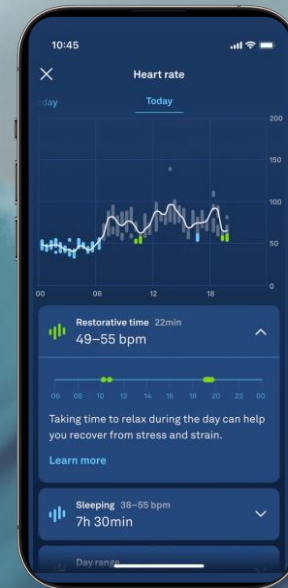 10:45
Heart rate
day
Today
200
150
100
50
0
00 06 12 18
Restorative time 22min
49–55 bpm
06 08 10 12 14 16 18 20 22 00
Taking time to relax during the day can help
you recover from stress and strain.
Learn more
Sleeping 38–55 bpm
7h 30min
Day range